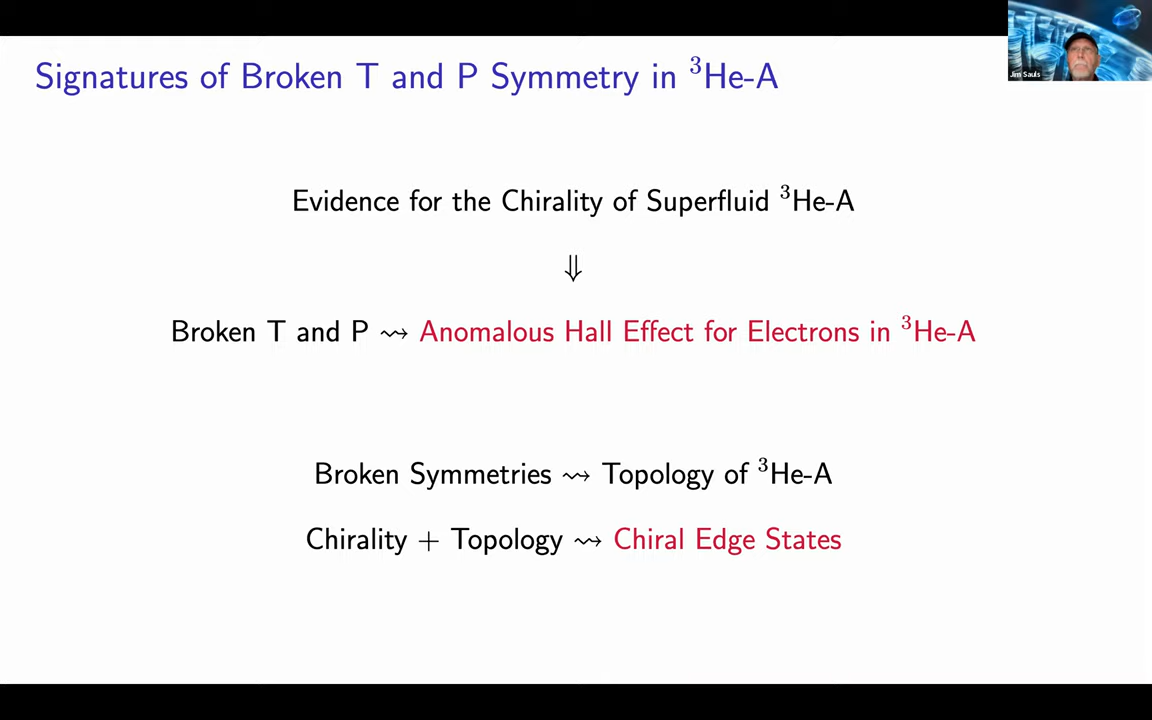 Signatures of Broken T and P Symmetry in ³He-A
Jim Sauls
Evidence for the Chirality of Superfluid ³He-A
⇓
Broken T and P ⇝ Anomalous Hall Effect for Electrons in ³He-A
Broken Symmetries ⇝ Topology of ³He-A
Chirality + Topology ⇝ Chiral Edge States